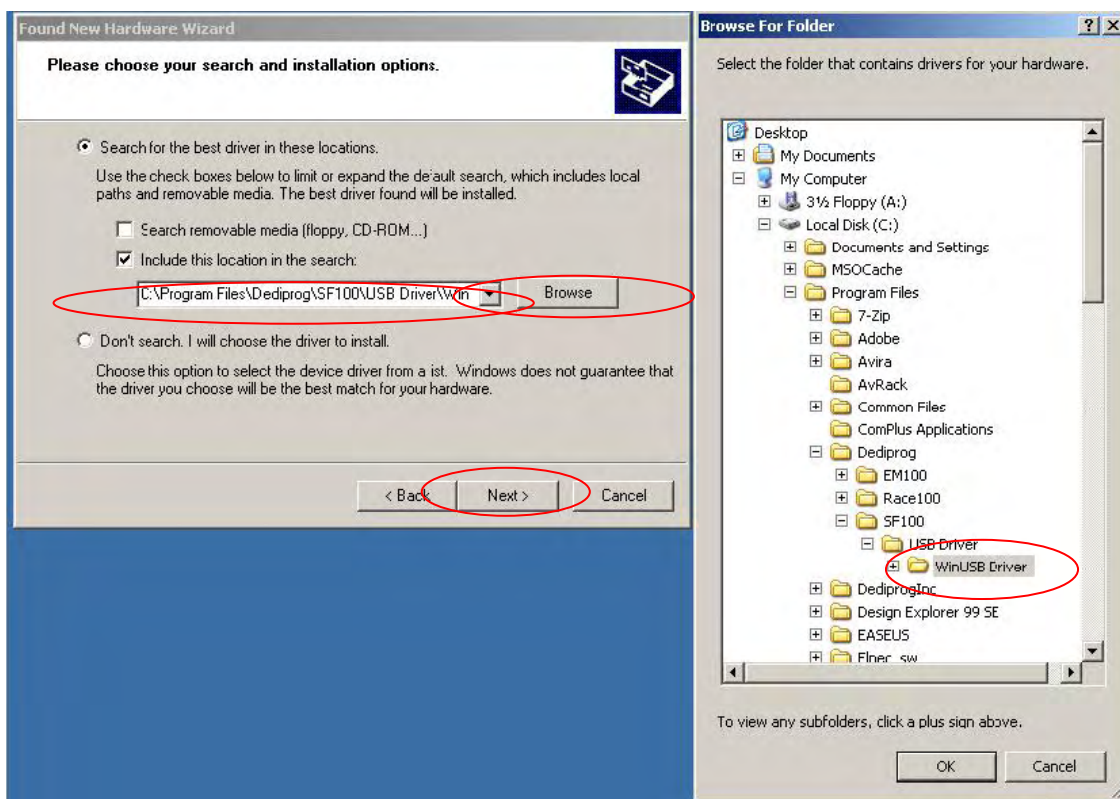 Found New Hardware Wizard
Please choose your search and installation options.
Search for the best driver in these locations.
Use the check boxes below to limit or expand the default search, which includes local
paths and removable media. The best driver found will be installed.
Search removable media (floppy, CD-ROM...)
Include this location in the search:
C:\Program Files\Dediprog\SF100\USB Driver\Win
Browse
Don't search. I will choose the driver to install.
Choose this option to select the device driver from a list. Windows does not guarantee that
the driver you choose will be the best match for your hardware.
< Back
Next >
Cancel
Browse For Folder
Select the folder that contains drivers for your hardware.
Desktop
My Documents
My Computer
3½ Floppy (A:)
Local Disk (C:)
Documents and Settings
MSOCache
Program Files
7-Zip
Adobe
Avira
AvRack
Common Files
ComPlus Applications
Dediprog
EM100
Race100
SF100
USB Driver
WinUSB Driver
DediprogInc
Design Explorer 99 SE
EASEUS
Elnec_sw
To view any subfolders, click a plus sign above.
OK
Cancel